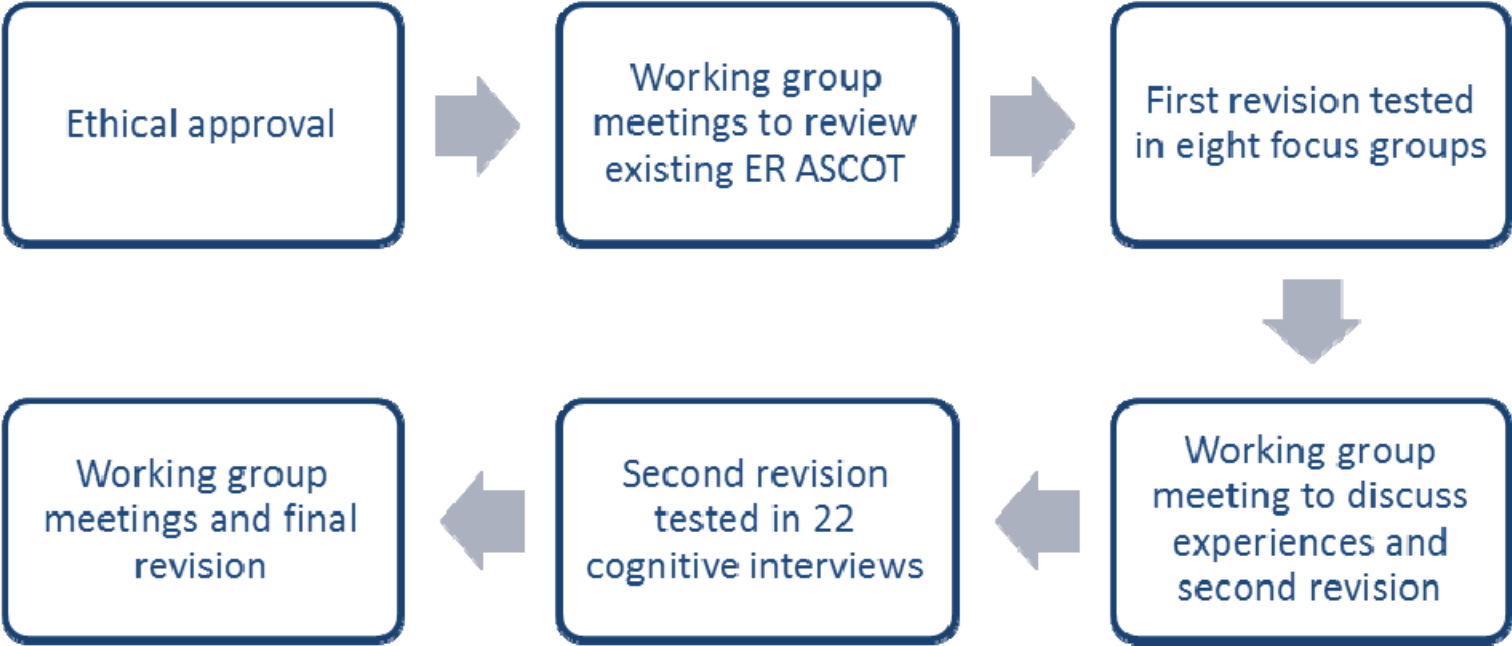 Ethical approval
Working group
meetings to review
existing ER ASCOT
First revision tested
in eight focus groups
Working group
meeting to discuss
experiences and
second revision
Second revision
tested in 22
cognitive interviews
Working group
meetings and final
revision